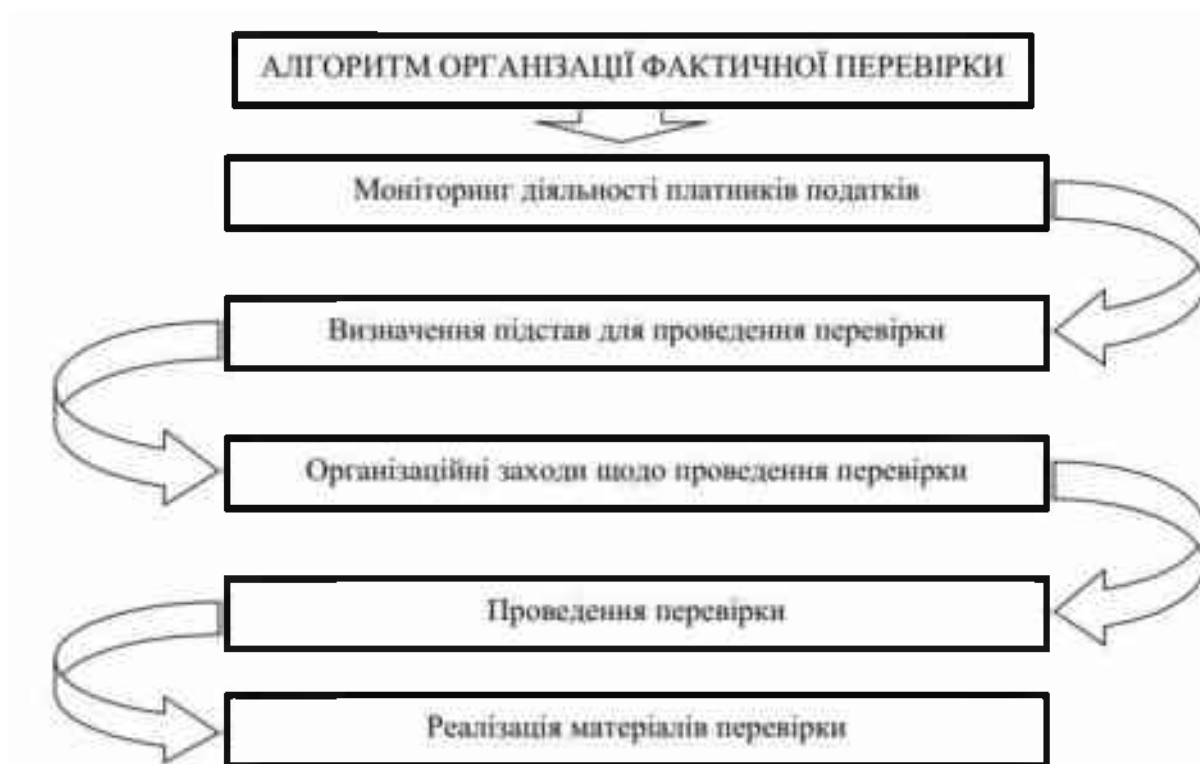 АЛГОРИТМ ОРГАНІЗАЦІЇ ФАКТИЧНОЇ ПЕРЕВІРКИ
Моніторинг діяльності платників податків
Визначення підстав для проведення перевірки
Організаційні заходи щодо проведення перевірки
Проведення перевірки
Реалізація матеріалів перевірки